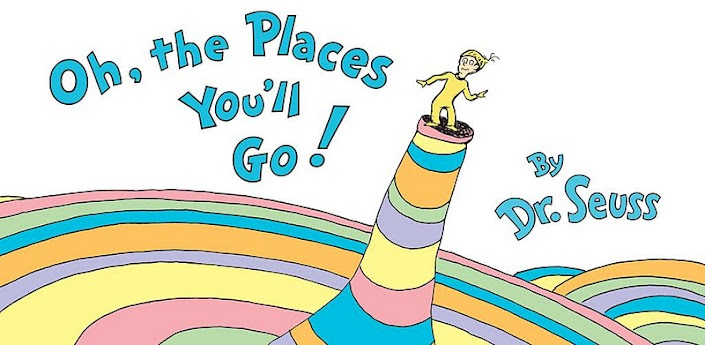 Oh, the Places
You'll
Go!
By
Dr. Seuss